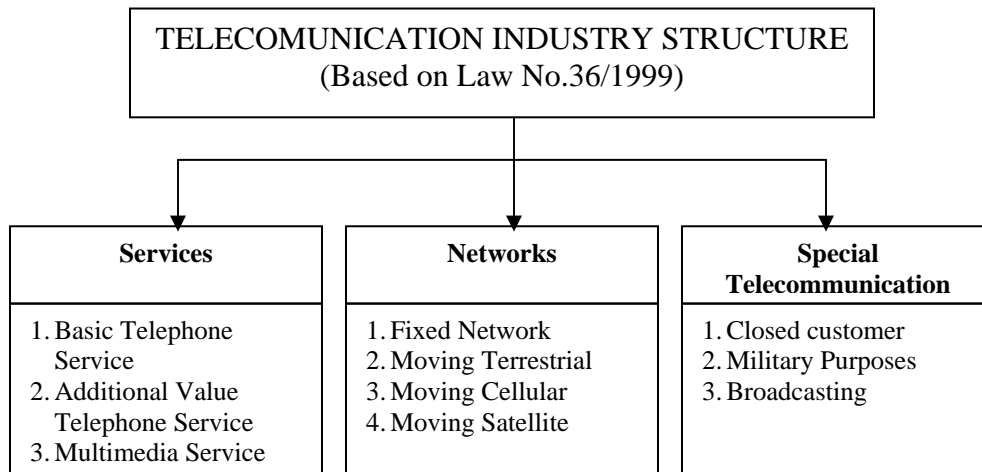 TELECOMUNICATION INDUSTRY STRUCTURE
(Based on Law No.36/1999)
Services
1. Basic Telephone
Service
2. Additional Value
Telephone Service
3. Multimedia Service
Networks
1. Fixed Network
2. Moving Terrestrial
3. Moving Cellular
4. Moving Satellite
Special
Telecommunication
1. Closed customer
2. Military Purposes
3. Broadcasting